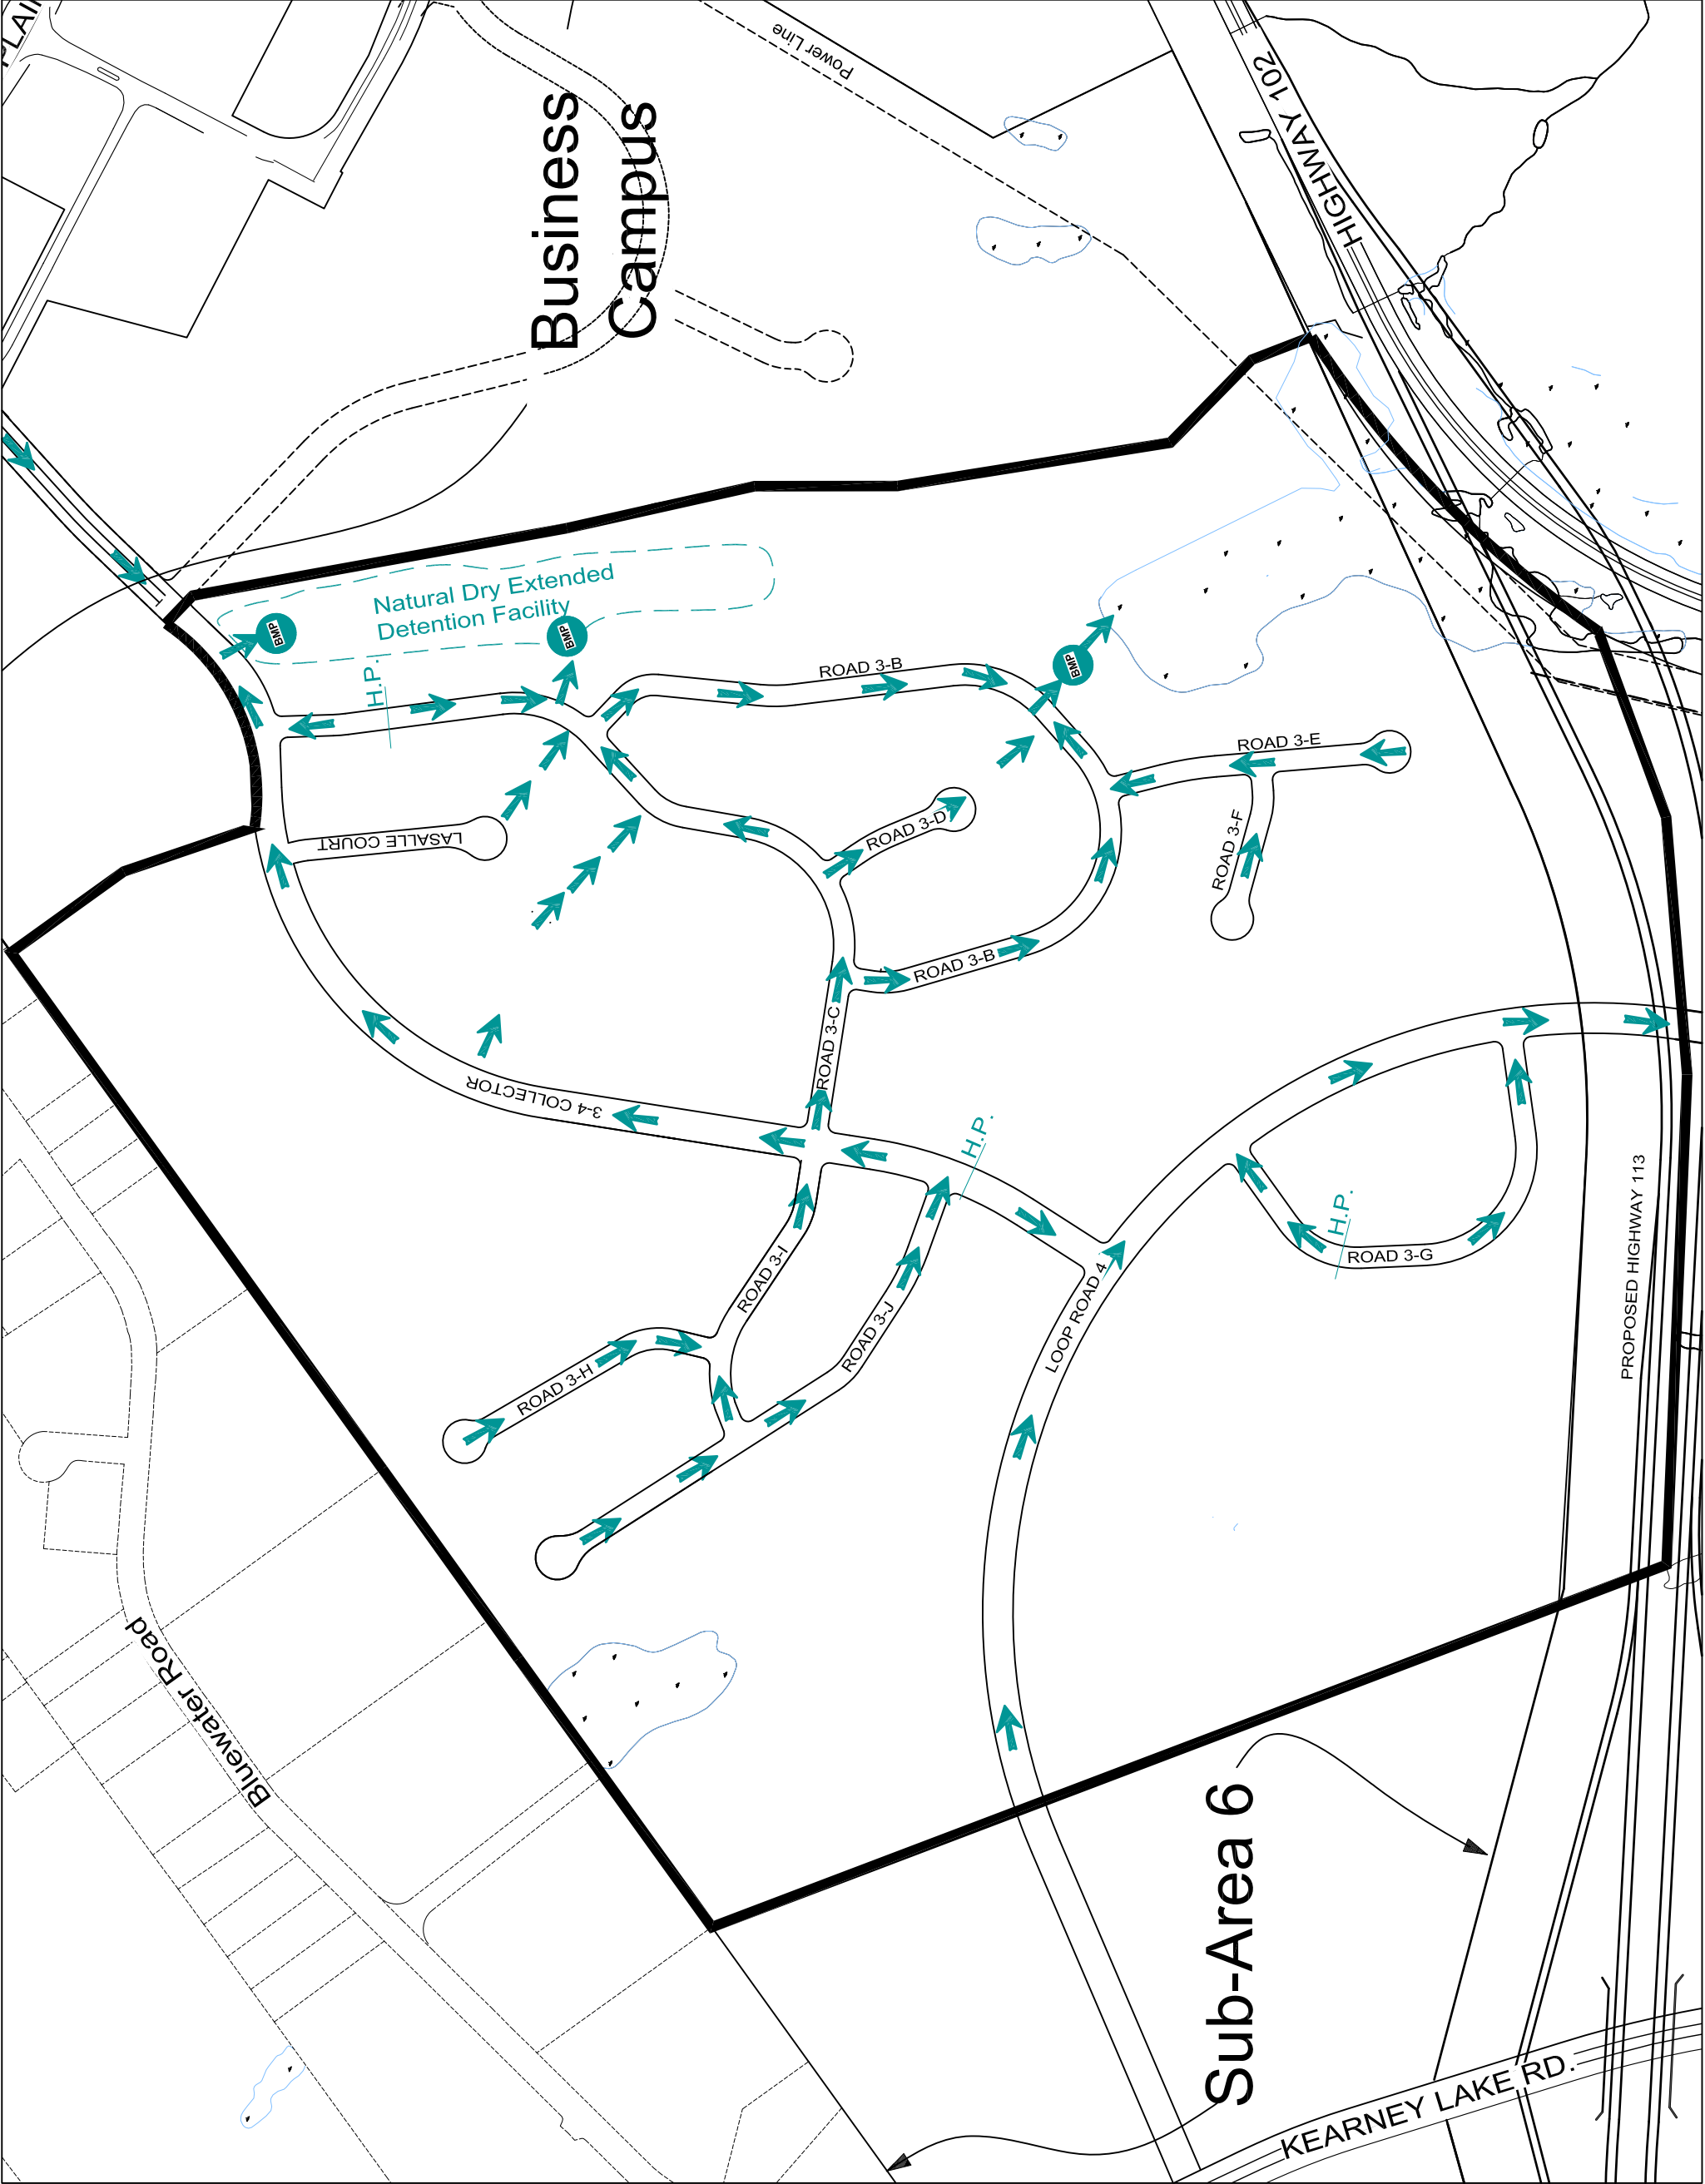 PLAIN
Business
Campus
Power Line
HIGHWAY 102
Natural Dry Extended
Detention Facility
BMP
BMP
BMP
H.P.
ROAD 3-B
ROAD 3-E
LASALLE COURT
ROAD 3-D
ROAD 3-F
ROAD 3-B
ROAD 3-C
3-4 COLLECTOR
H.P.
H.P.
ROAD 3-G
ROAD 3-I
ROAD 3-J
ROAD 3-H
LOOP ROAD 4
PROPOSED HIGHWAY 113
Bluewater Road
Sub-Area 6
KEARNEY LAKE RD.